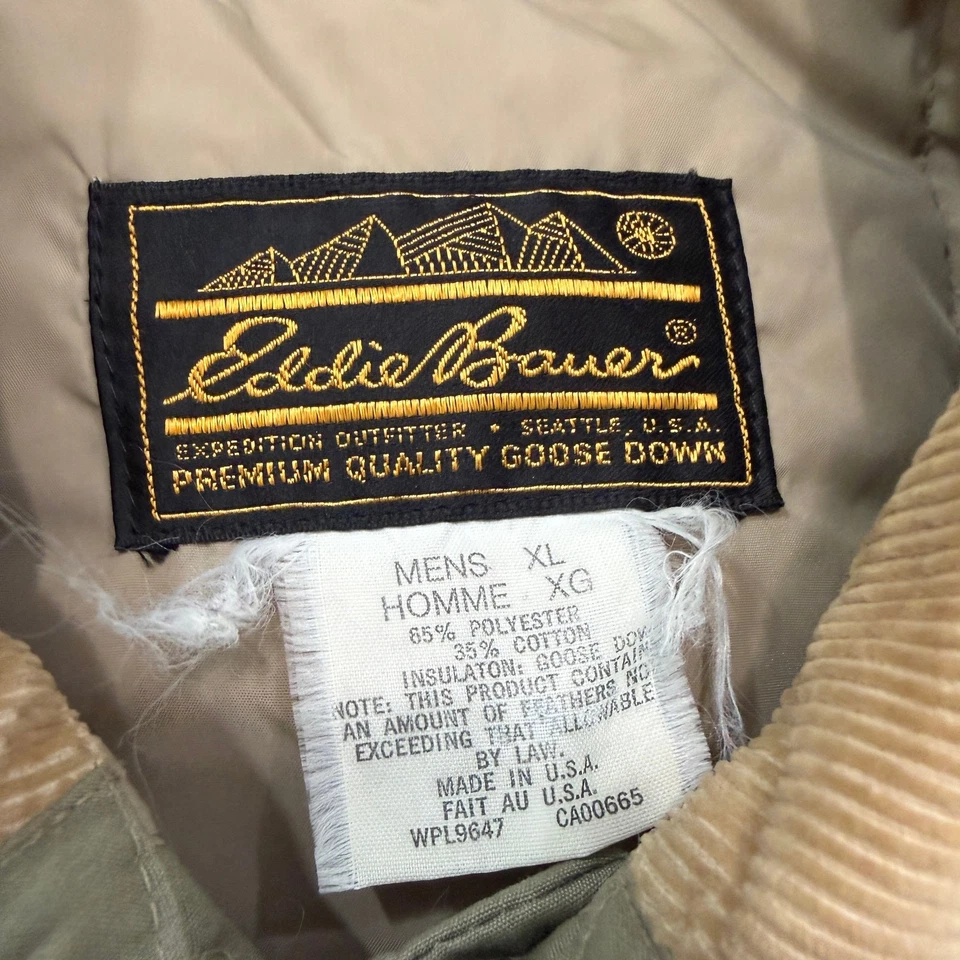 Eddie Bauer ®
EXPEDITION OUTFITTER • SEATTLE, U.S.A.
PREMIUM QUALITY GOOSE DOWN
MENS XL
HOMME XG
65% POLYESTER
35% COTTON
INSULATON: GOOSE DOW
NOTE: THIS PRODUCT CONTAIN
AN AMOUNT OF FEATHERS NO
EXCEEDING THAT ALLOWABLE
BY LAW.
MADE IN U.S.A.
FAIT AU U.S.A.
WPL9647 CA00665